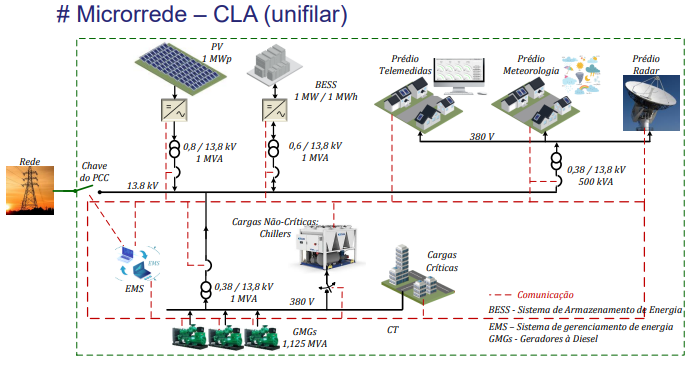 # Microrrede – CLA (unifilar)
PV
1 MWp
BESS
1 MW / 1 MWh
Prédio
Telemedidas
Prédio
Meteorologia
Prédio
Radar
380 V
0,8 / 13,8 kV
1 MVA
0,6 / 13,8 kV
1 MVA
0,38 / 13,8 kV
500 kVA
Rede
Chave
do PCC
13.8 kV
Cargas Não-Críticas:
Chillers
Cargas
Críticas
EMS
EMS
EMS
0,38 / 13,8 kV
1 MVA
380 V
GMGs
1,125 MVA
CT
Comunicação
BESS - Sistema de Armazenamento de Energia
EMS – Sistema de gerenciamento de energia
GMGs - Geradores à Diesel